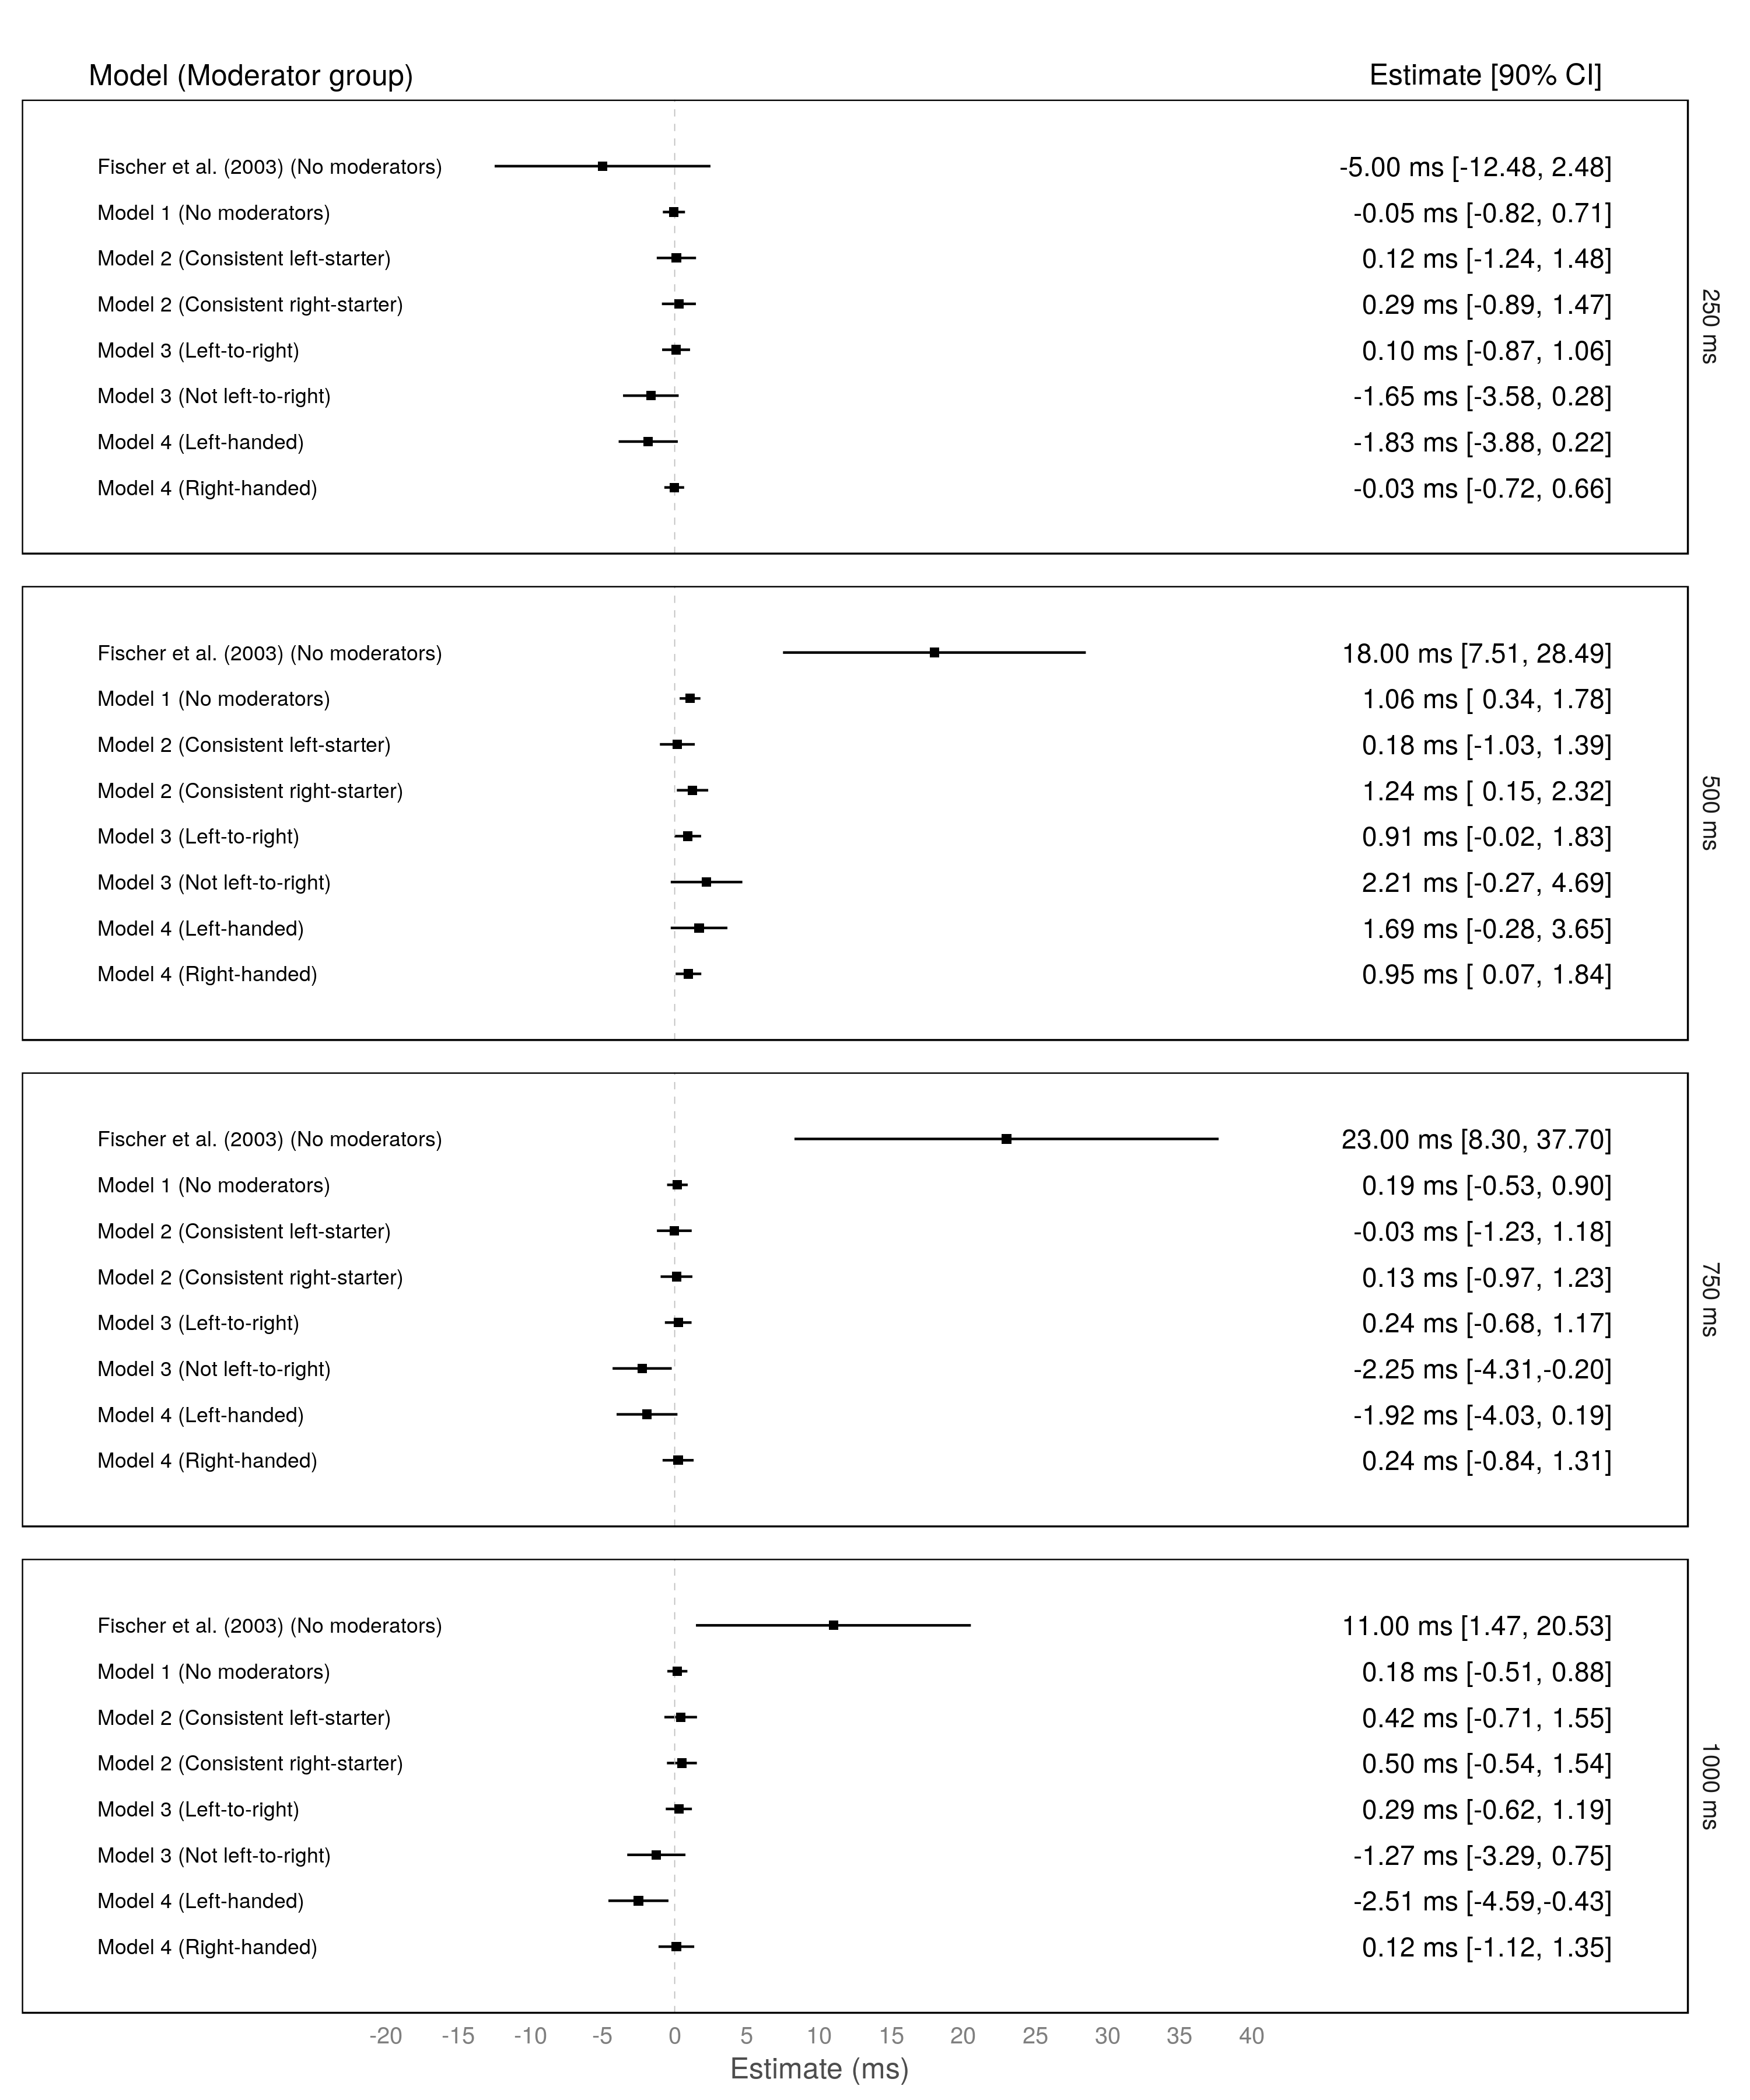 Model (Moderator group) Estimate [90% CI]
Fischer et al. (2003) (No moderators) -5.00 ms [-12.48, 2.48]
Model 1 (No moderators) -0.05 ms [-0.82, 0.71]
Model 2 (Consistent left-starter) 0.12 ms [-1.24, 1.48]
Model 2 (Consistent right-starter) 0.29 ms [-0.89, 1.47]
Model 3 (Left-to-right) 0.10 ms [-0.87, 1.06]
Model 3 (Not left-to-right) -1.65 ms [-3.58, 0.28]
Model 4 (Left-handed) -1.83 ms [-3.88, 0.22]
Model 4 (Right-handed) -0.03 ms [-0.72, 0.66]
250 ms
Fischer et al. (2003) (No moderators) 18.00 ms [7.51, 28.49]
Model 1 (No moderators) 1.06 ms [ 0.34, 1.78]
Model 2 (Consistent left-starter) 0.18 ms [-1.03, 1.39]
Model 2 (Consistent right-starter) 1.24 ms [ 0.15, 2.32]
Model 3 (Left-to-right) 0.91 ms [-0.02, 1.83]
Model 3 (Not left-to-right) 2.21 ms [-0.27, 4.69]
Model 4 (Left-handed) 1.69 ms [-0.28, 3.65]
Model 4 (Right-handed) 0.95 ms [ 0.07, 1.84]
500 ms
Fischer et al. (2003) (No moderators) 23.00 ms [8.30, 37.70]
Model 1 (No moderators) 0.19 ms [-0.53, 0.90]
Model 2 (Consistent left-starter) -0.03 ms [-1.23, 1.18]
Model 2 (Consistent right-starter) 0.13 ms [-0.97, 1.23]
Model 3 (Left-to-right) 0.24 ms [-0.68, 1.17]
Model 3 (Not left-to-right) -2.25 ms [-4.31,-0.20]
Model 4 (Left-handed) -1.92 ms [-4.03, 0.19]
Model 4 (Right-handed) 0.24 ms [-0.84, 1.31]
750 ms
Fischer et al. (2003) (No moderators) 11.00 ms [1.47, 20.53]
Model 1 (No moderators) 0.18 ms [-0.51, 0.88]
Model 2 (Consistent left-starter) 0.42 ms [-0.71, 1.55]
Model 2 (Consistent right-starter) 0.50 ms [-0.54, 1.54]
Model 3 (Left-to-right) 0.29 ms [-0.62, 1.19]
Model 3 (Not left-to-right) -1.27 ms [-3.29, 0.75]
Model 4 (Left-handed) -2.51 ms [-4.59,-0.43]
Model 4 (Right-handed) 0.12 ms [-1.12, 1.35]
1000 ms
-20 -15 -10 -5 0 5 10 15 20 25 30 35 40
Estimate (ms)